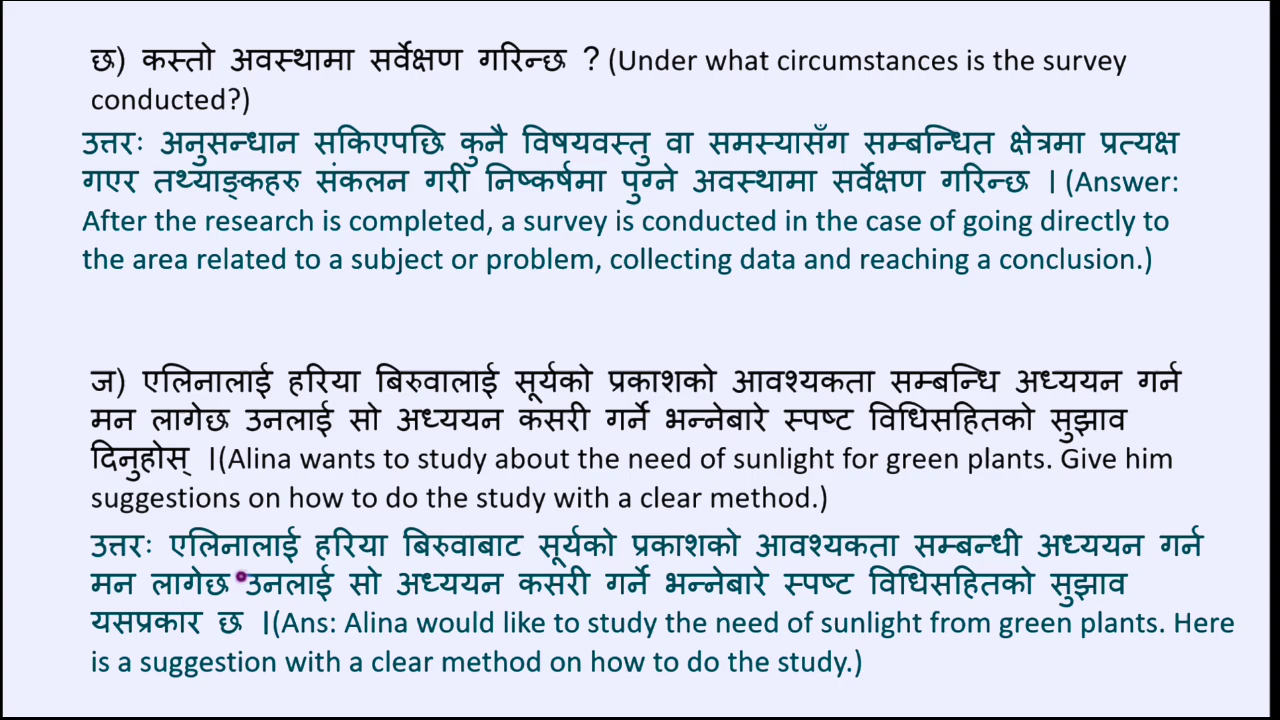 छ) कस्तो अवस्थामा सर्वेक्षण गरिन्छ ? (Under what circumstances is the survey
conducted?)
उत्तरः अनुसन्धान सकिएपछि कुनै विषयवस्तु वा समस्यासँग सम्बन्धित क्षेत्रमा प्रत्यक्ष
गएर तथ्याङ्कहरु संकलन गरी निष्कर्षमा पुग्ने अवस्थामा सर्वेक्षण गरिन्छ । (Answer:
After the research is completed, a survey is conducted in the case of going directly to
the area related to a subject or problem, collecting data and reaching a conclusion.)
ज) एलिनालाई हरिया बिरुवालाई सूर्यको प्रकाशको आवश्यकता सम्बन्धि अध्ययन गर्न
मन लागेछ उनलाई सो अध्ययन कसरी गर्ने भन्नेबारे स्पष्ट विधिसहितको सुझाव
दिनुहोस् ।(Alina wants to study about the need of sunlight for green plants. Give him
suggestions on how to do the study with a clear method.)
उत्तरः एलिनालाई हरिया बिरुवाबाट सूर्यको प्रकाशको आवश्यकता सम्बन्धी अध्ययन गर्न
मन लागेछ उनलाई सो अध्ययन कसरी गर्ने भन्नेबारे स्पष्ट विधिसहितको सुझाव
यसप्रकार छ ।(Ans: Alina would like to study the need of sunlight from green plants. Here
is a suggestion with a clear method on how to do the study.)